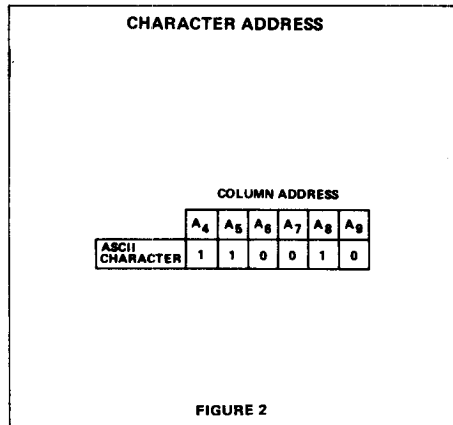 CHARACTER ADDRESS
COLUMN ADDRESS
A4 A5 A6 A7 A8 A9
ASCII CHARACTER 1 1 0 0 1 0
FIGURE 2